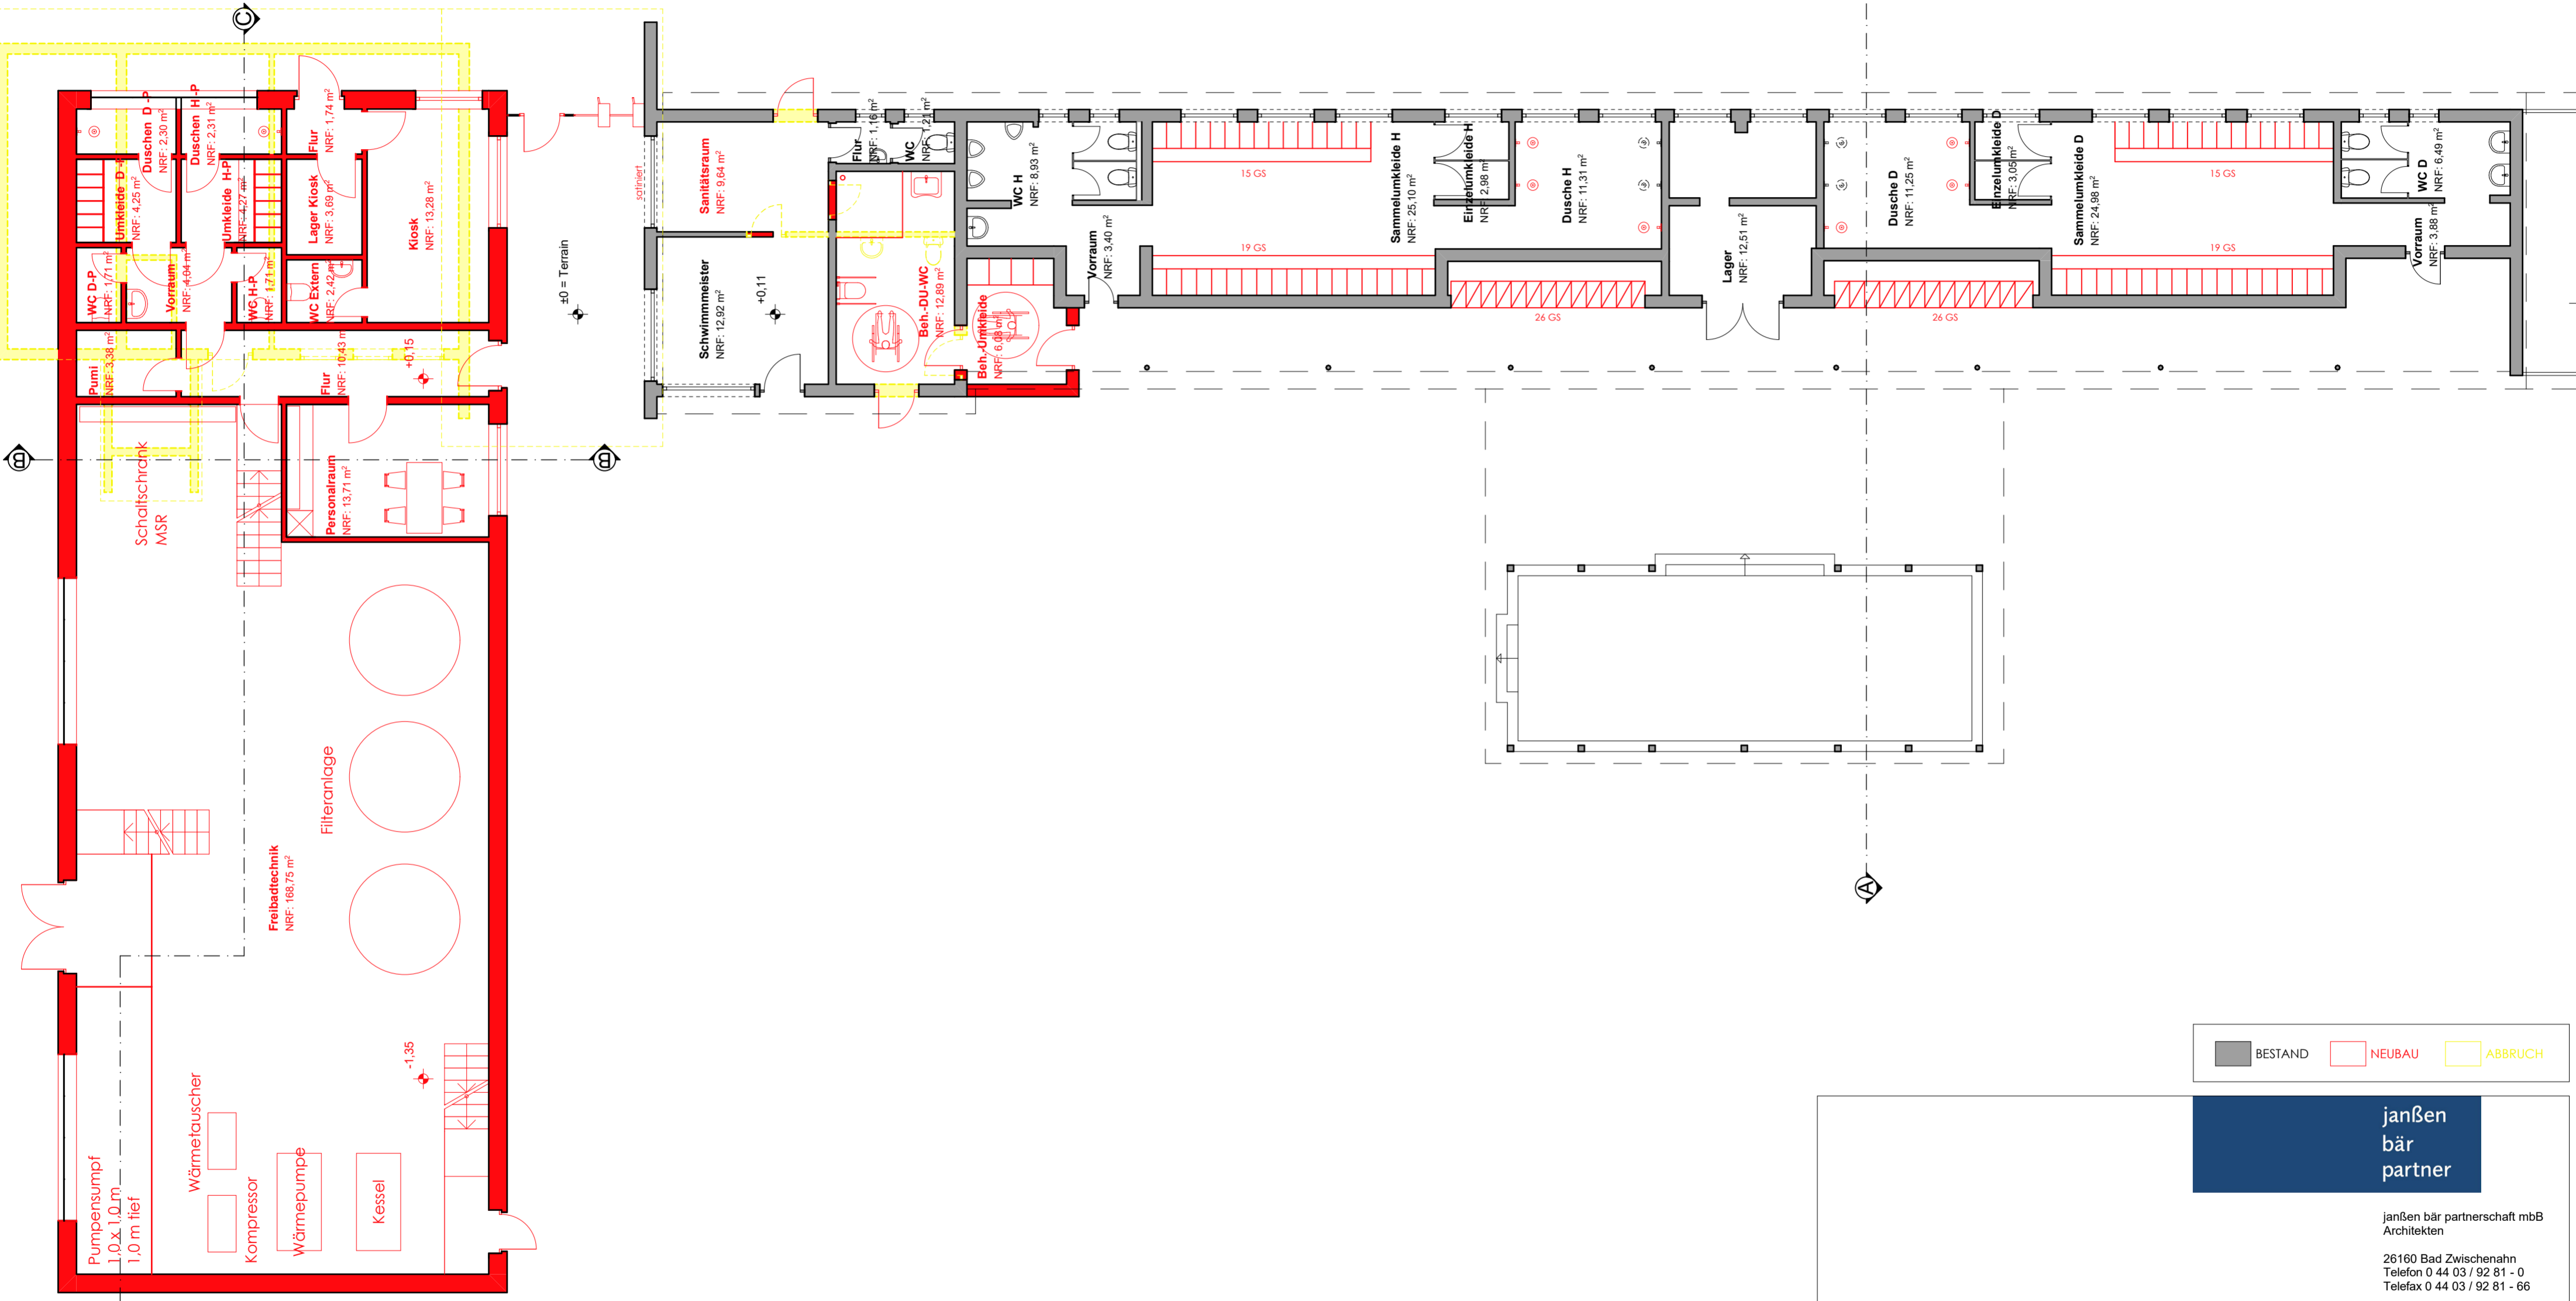 C
Duschen D -P
NRF: 2,30 m²
Duschen H-P
NRF: 2,31 m²
Flur
NRF: 1,74 m²
Umkleide D -P
NRF: 4,25 m²
Umkleide H-P
NRF: 4,27 m²
Lager Kiosk
NRF: 3,69 m²
Kiosk
NRF: 13,28 m²
WC D-P
NRF: 1,71 m²
Vorraum
NRF: 4,04 m²
WC H-P
NRF: 1,71 m²
WC Extern
NRF: 2,42 m²
Pumi
NRF: 3,38 m²
Flur
NRF: 10,43 m²
+0,15
B
B
Schaltschrank
MSR
Personalraum
NRF: 13,71 m²
Filteranlage
Freibadtechnik
NRF: 168,75 m²
-1,35
Pumpensumpf
1,0 x 1,0 m
1,0 m tief
Wärmetauscher
Kompressor
Wärmepumpe
Kessel
±0 = Terrain
satiniert
Sanitätsraum
NRF: 9,64 m²
Schwimmmeister
NRF: 12,92 m²
+0,11
Flur
NRF: 1,16 m²
WC
NRF: 1,21 m²
Beh.-DU-WC
NRF: 12,89 m²
Beh.-Umkleide
NRF: 6,08 m²
WC H
NRF: 8,93 m²
Vorraum
NRF: 3,40 m²
15 GS
19 GS
Sammelumkleide H
NRF: 25,10 m²
Einzelumkleide H
NRF: 2,98 m²
26 GS
Dusche H
NRF: 11,31 m²
Lager
NRF: 12,51 m²
Dusche D
NRF: 11,25 m²
26 GS
Einzelumkleide D
NRF: 3,05 m²
Sammelumkleide D
NRF: 24,98 m²
15 GS
19 GS
WC D
NRF: 6,49 m²
Vorraum
NRF: 3,88 m²
A
BESTAND
NEUBAU
ABBRUCH
janßen
bär
partner
janßen bär partnerschaft mbB
Architekten
26160 Bad Zwischenahn
Telefon 0 44 03 / 92 81 - 0
Telefax 0 44 03 / 92 81 - 66